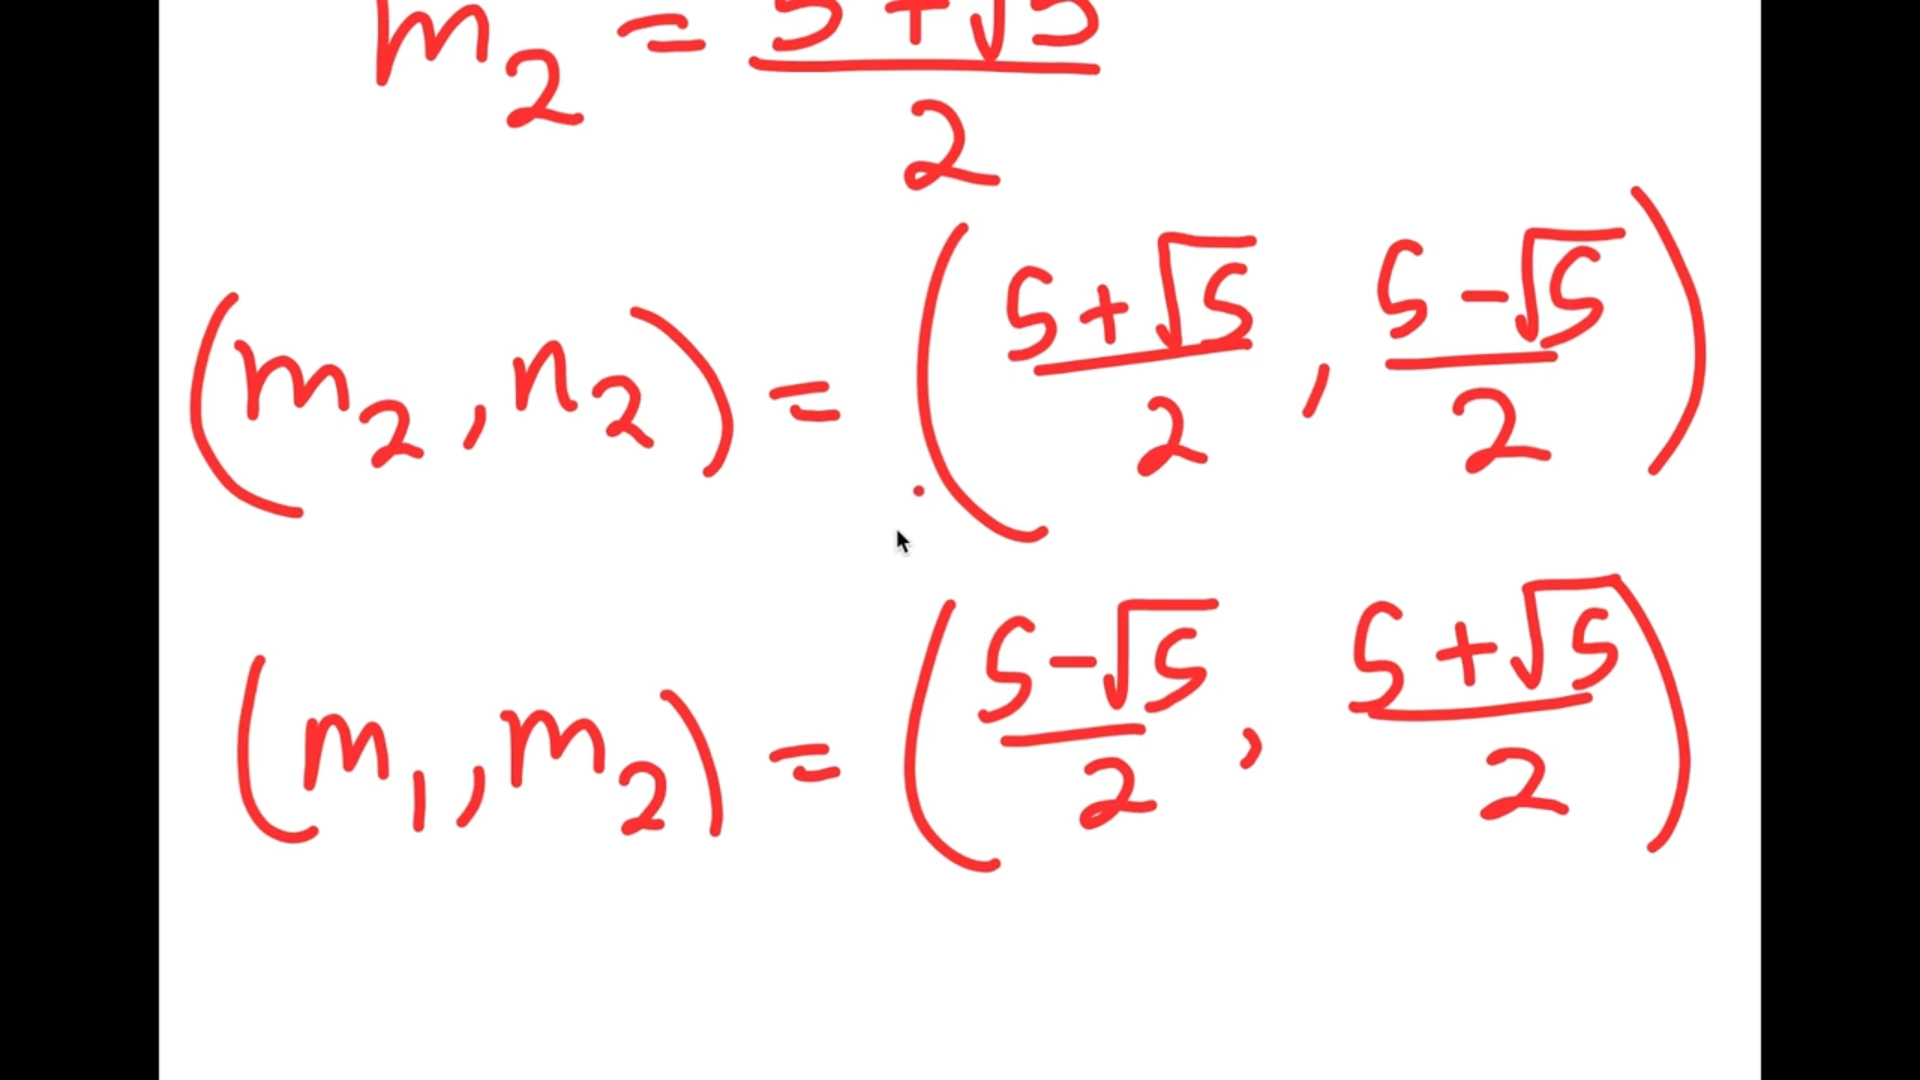 m₂ = (5 + √5)/2
(m₂, n₂) = ((5 + √5)/2, (5 - √5)/2)
(m₁, m₂) = ((5 - √5)/2, (5 + √5)/2)